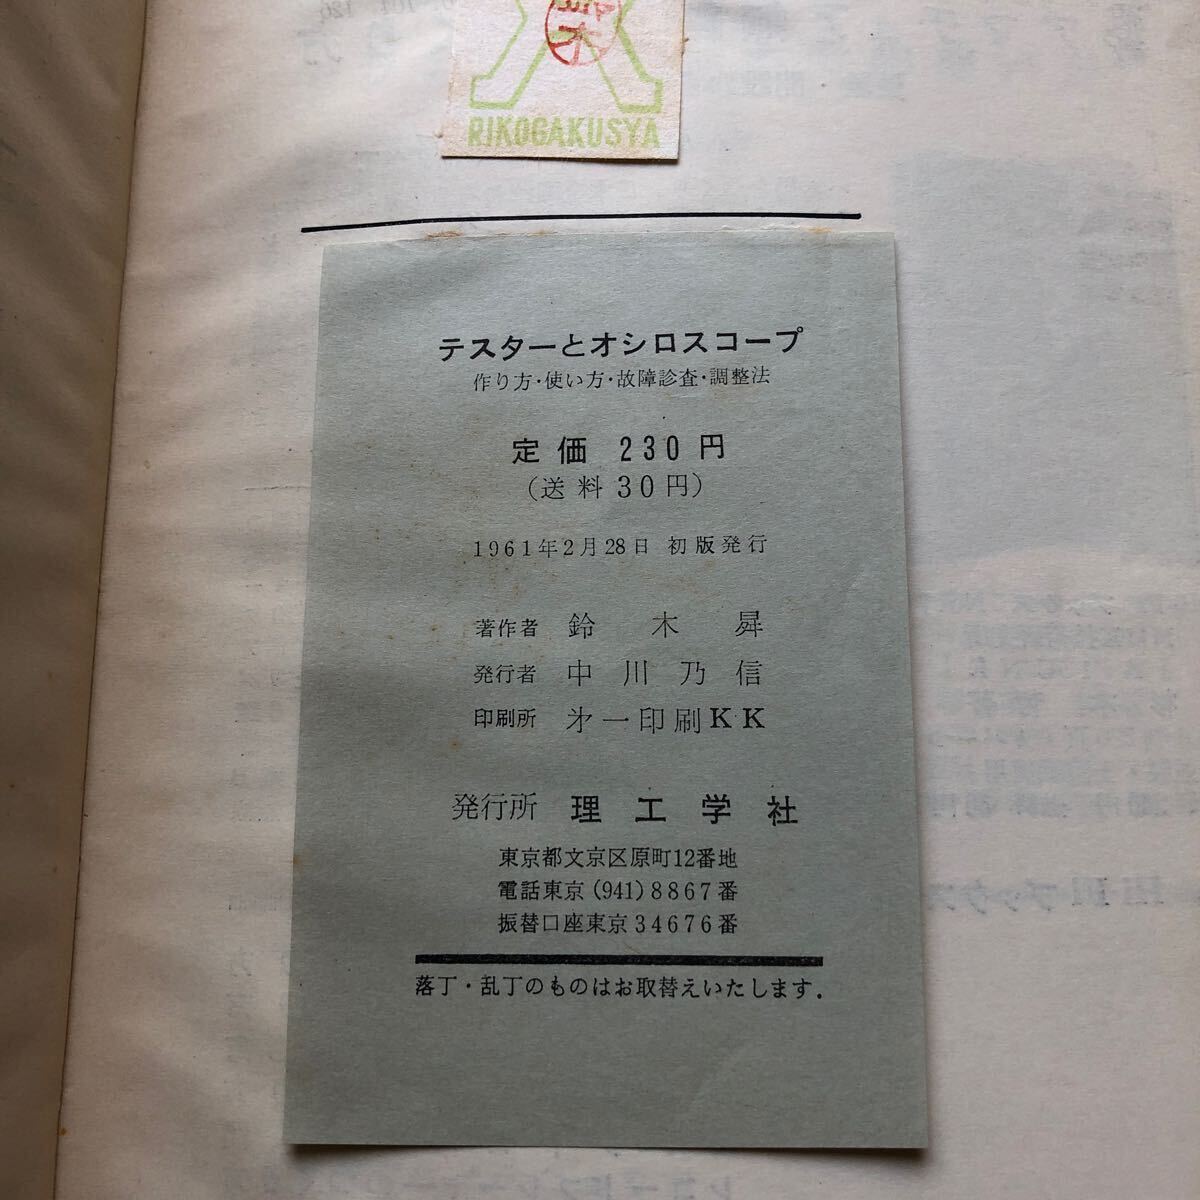 RIKOGAKUSYA
テスターとオシロスコープ
作り方・使い方・故障診査・調整法
定価 230円
(送料30円)
1961年2月28日 初版発行
著作者 鈴木曻
発行者 中川乃信
印刷所 㐧一印刷KK
発行所 理工学社
東京都文京区原町12番地
電話東京(941)8867番
振替口座東京34676番
落丁・乱丁のものはお取替えいたします.